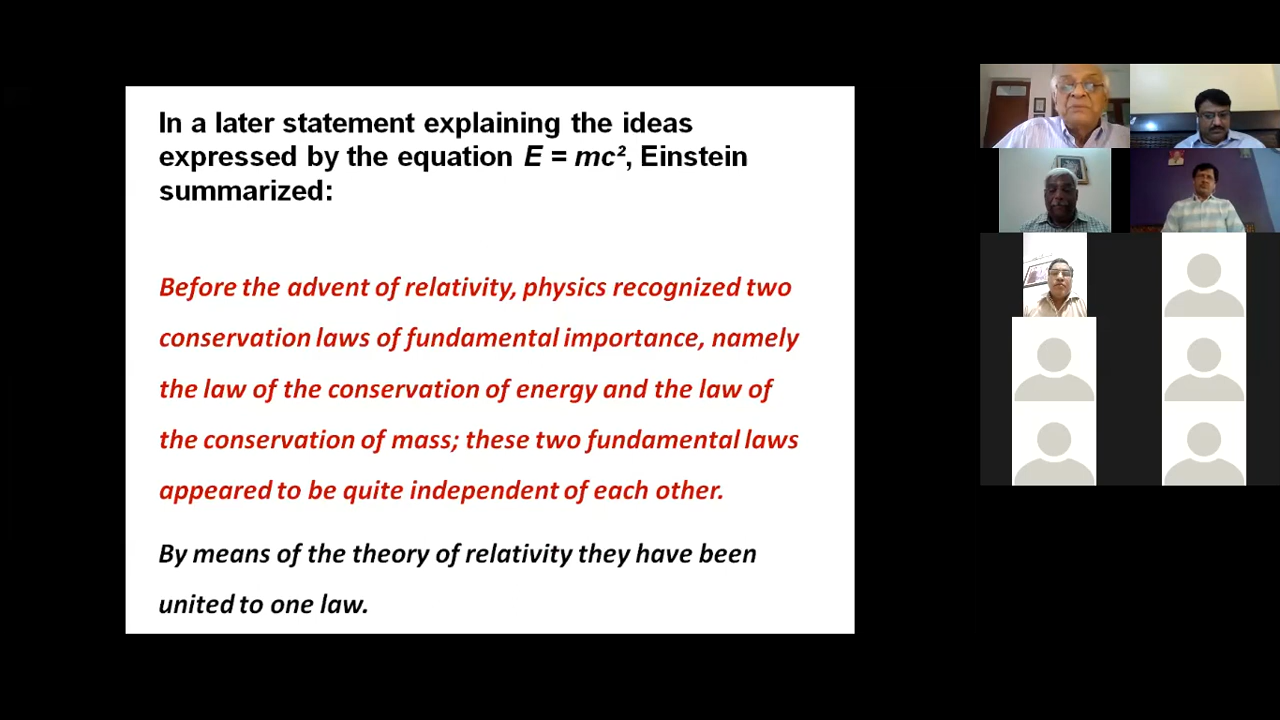 In a later statement explaining the ideas
expressed by the equation E = mc², Einstein
summarized:
Before the advent of relativity, physics recognized two
conservation laws of fundamental importance, namely
the law of the conservation of energy and the law of
the conservation of mass; these two fundamental laws
appeared to be quite independent of each other.
By means of the theory of relativity they have been
united to one law.